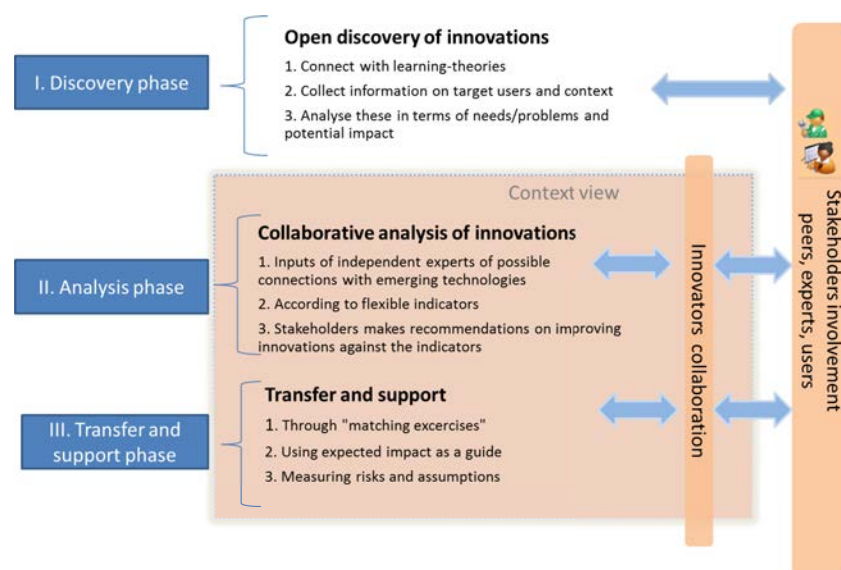 I. Discovery phase
Open discovery of innovations
1. Connect with learning-theories
2. Collect information on target users and context
3. Analyse these in terms of needs/problems and
potential impact
Context view
II. Analysis phase
Collaborative analysis of innovations
1. Inputs of independent experts of possible
connections with emerging technologies
2. According to flexible indicators
3. Stakeholders makes recommendations on improving
innovations against the indicators
III. Transfer and
support phase
Transfer and support
1. Through "matching excercises"
2. Using expected impact as a guide
3. Measuring risks and assumptions
Innovators collaboration
Stakeholders involvement
peers, experts, users